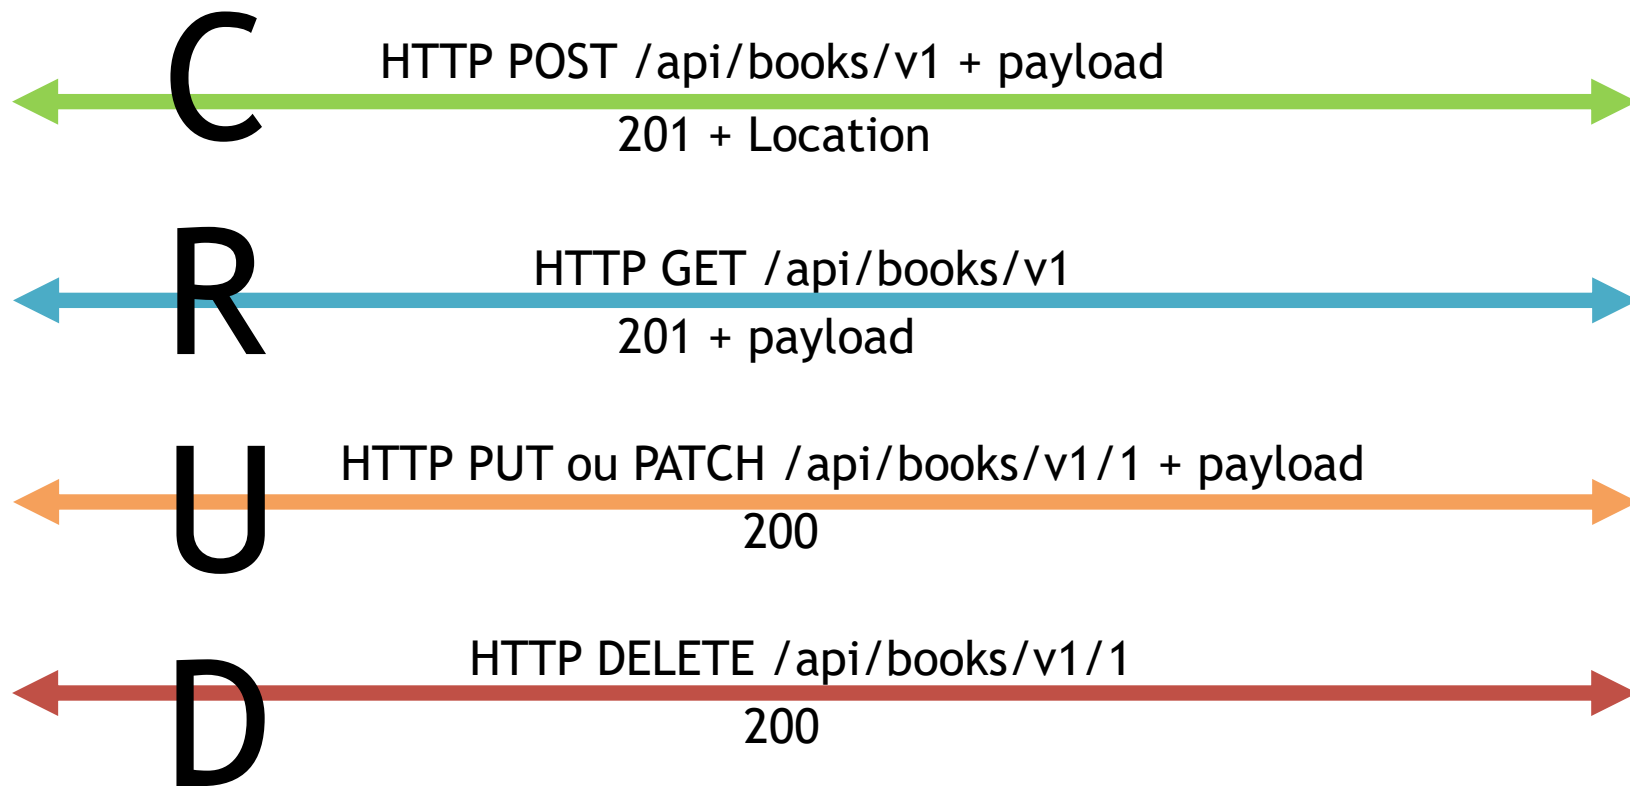 C
HTTP POST /api/books/v1 + payload
201 + Location
R
HTTP GET /api/books/v1
201 + payload
U
HTTP PUT ou PATCH /api/books/v1/1 + payload
200
D
HTTP DELETE /api/books/v1/1
200